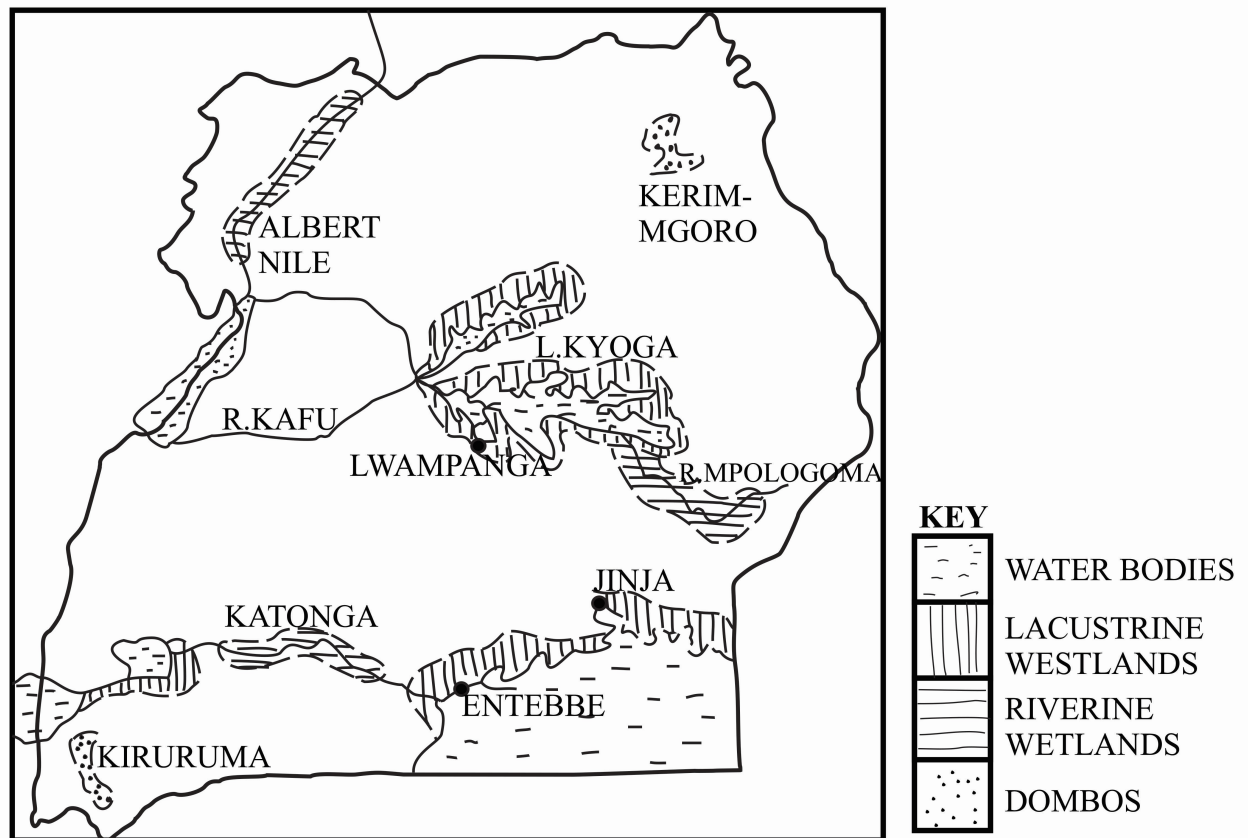 KERIM-
MGORO
ALBERT
NILE
L.KYOGA
R.KAFU
LWAMPANGA
R.MPOLOGOMA
KEY
WATER BODIES
JINJA
KATONGA
LACUSTRINE
WESTLANDS
ENTEBBE
RIVERINE
WETLANDS
KIRURUMA
DOMBOS